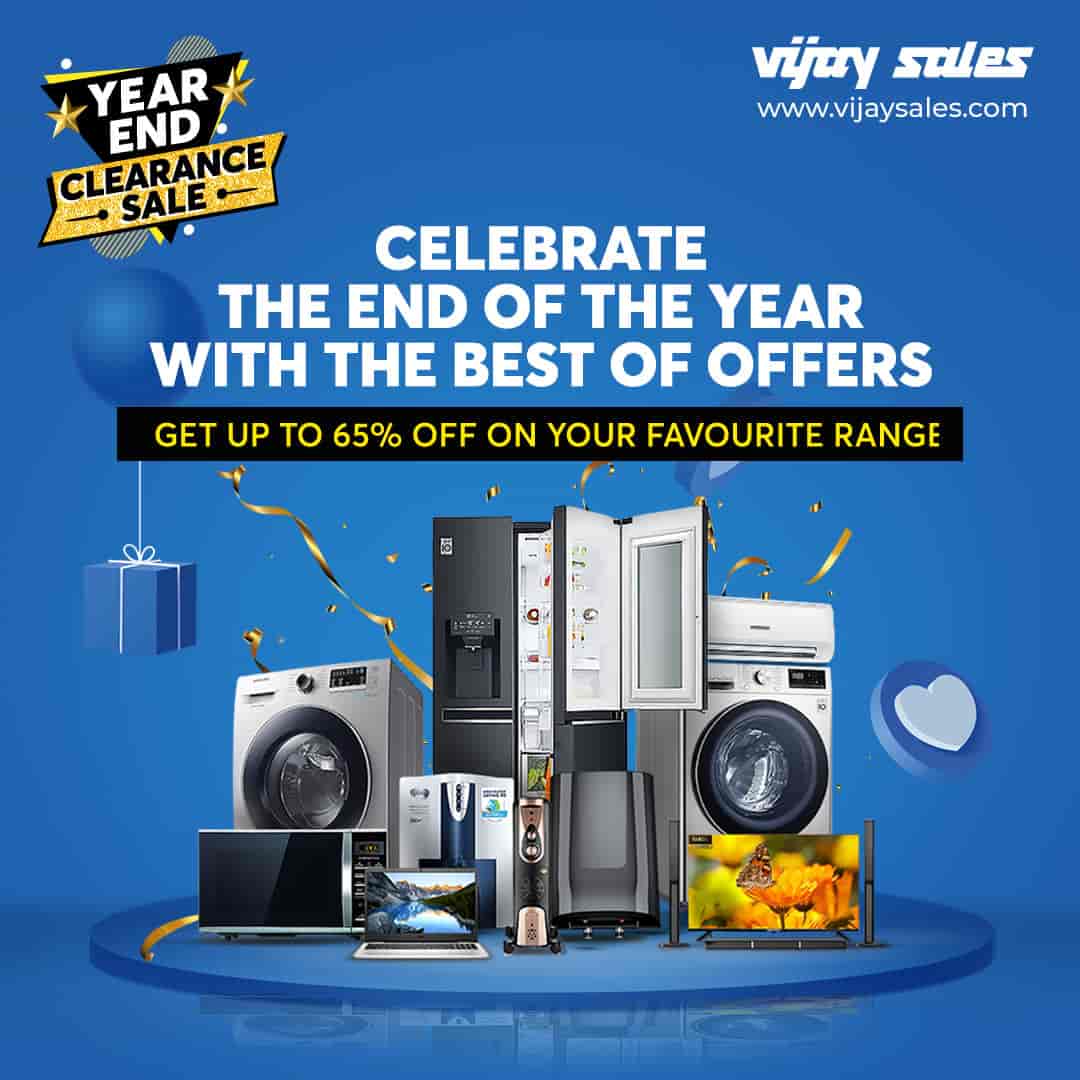 YEAR
END
CLEARANCE
SALE
vijay sales
www.vijaysales.com
CELEBRATE
THE END OF THE YEAR
WITH THE BEST OF OFFERS
GET UP TO 65% OFF ON YOUR FAVOURITE RANGE